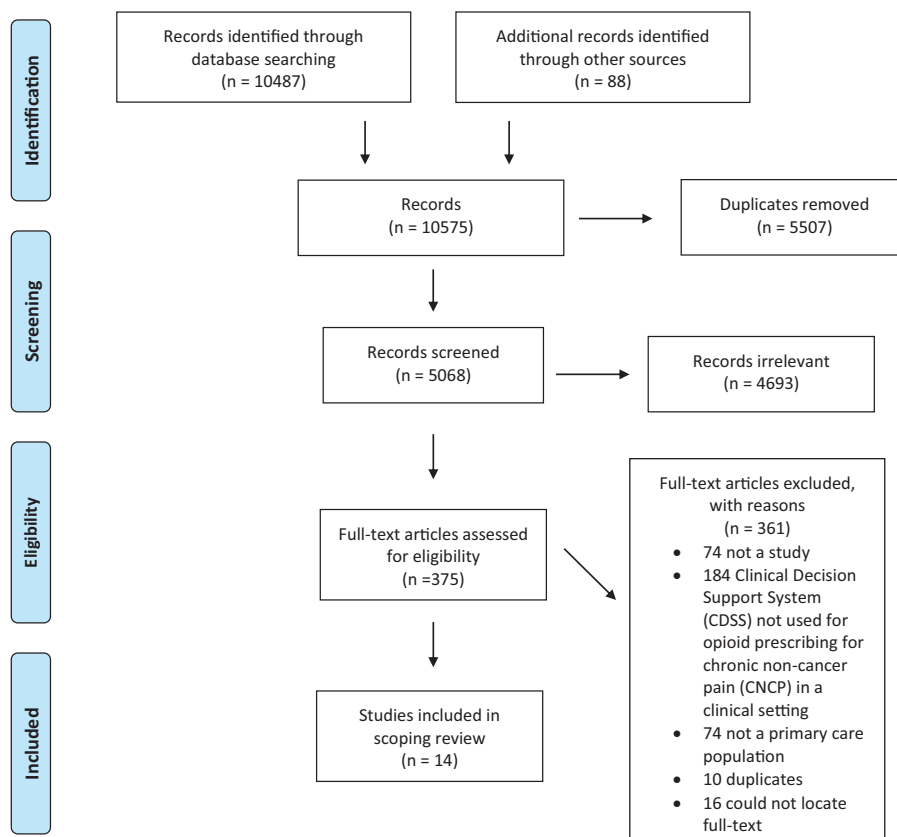 Identification
Records identified through
database searching
(n = 10487)
Additional records identified
through other sources
(n = 88)
Records
(n = 10575)
Duplicates removed
(n = 5507)
Screening
Records screened
(n = 5068)
Records irrelevant
(n = 4693)
Eligibility
Full-text articles assessed
for eligibility
(n =375)
Full-text articles excluded,
with reasons
(n = 361)
• 74 not a study
• 184 Clinical Decision
Support System
(CDSS) not used for
opioid prescribing for
chronic non-cancer
pain (CNCP) in a
clinical setting
• 74 not a primary care
population
• 10 duplicates
• 16 could not locate
full-text
Included
Studies included in
scoping review
(n = 14)